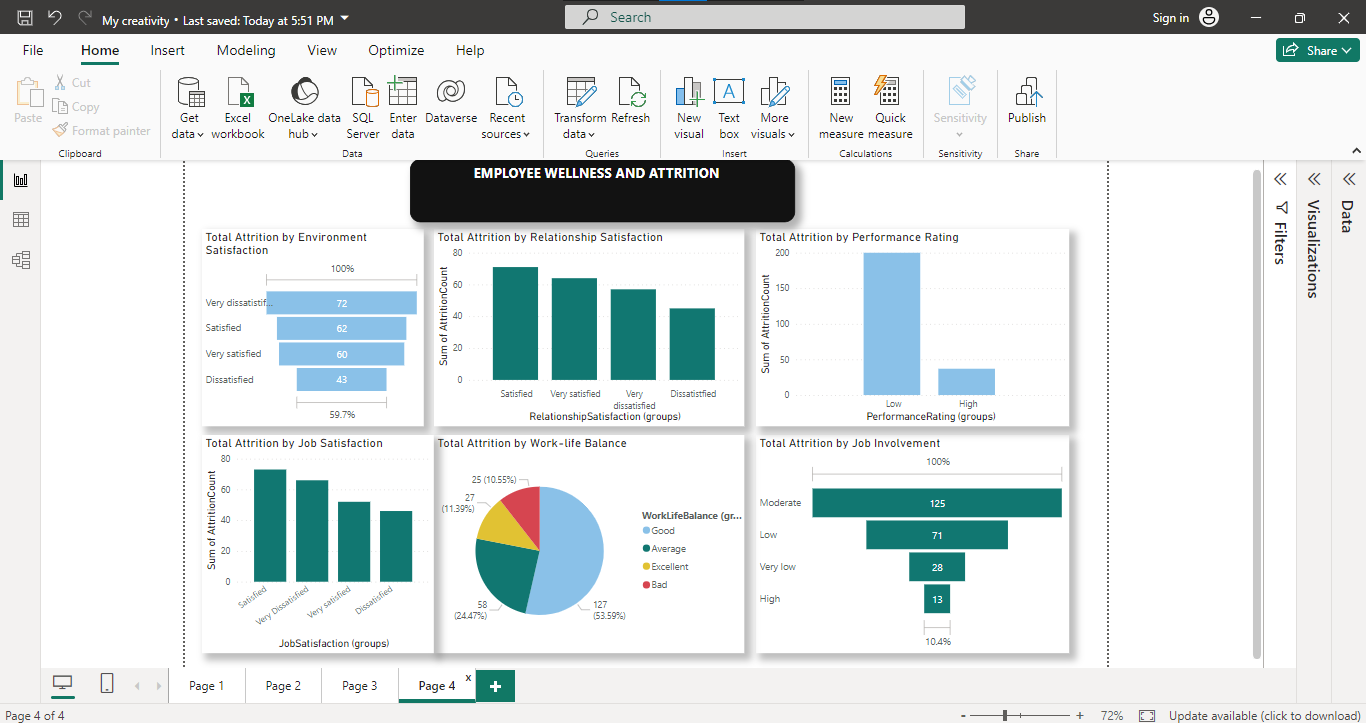 My creativity • Last saved: Today at 5:51 PM
Search
Sign in
File Home Insert Modeling View Optimize Help
Share
Paste
Cut
Copy
Format painter
Clipboard
Get data
Excel workbook
OneLake data hub
SQL Server
Enter data
Dataverse
Recent sources
Data
Transform data
Refresh
Queries
New visual
Text box
More visuals
Insert
New measure
Quick measure
Calculations
Sensitivity
Sensitivity
Publish
Share
EMPLOYEE WELLNESS AND ATTRITION
Total Attrition by Environment
Satisfaction
100%
Very dissatistif... 72
Satisfied 62
Very satisfied 60
Dissatisfied 43
59.7%
Total Attrition by Relationship Satisfaction
Sum of AttritionCount
80
60
40
20
0
Satisfied
Very satisfied
Very
dissatisfied
Dissatistfied
RelationshipSatisfaction (groups)
Total Attrition by Performance Rating
Sum of AttritionCount
200
150
100
50
0
Low
High
PerformanceRating (groups)
Total Attrition by Job Satisfaction
Sum of AttritionCount
80
60
40
20
0
Satisfied
Very Dissatisfied
Very satisfied
Dissatisfied
JobSatisfaction (groups)
Total Attrition by Work-life Balance
25 (10.55%)
27
(11.39%)
58
(24.47%)
127
(53.59%)
WorkLifeBalance (gr...
Good
Average
Excellent
Bad
Total Attrition by Job Involvement
100%
Moderate 125
Low 71
Very low 28
High 13
10.4%
Filters
Visualizations
Data
Page 1
Page 2
Page 3
Page 4
x
+
Page 4 of 4
- + 72%
Update available (click to download)